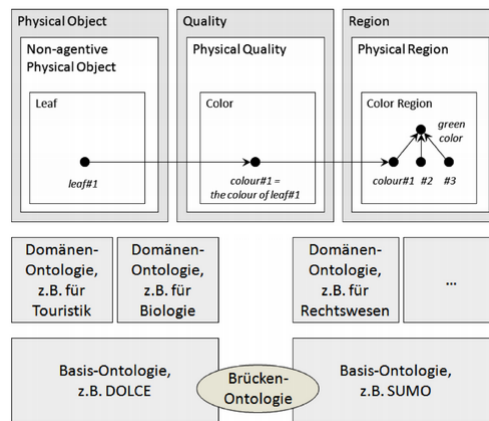 Physical Object
Quality
Region
Non-agentive
Physical Object
Physical Quality
Physical Region
Leaf
Color
Color Region
green
color
leaf#1
colour#1 =
the colour of leaf#1
colour#1 #2 #3
Domänen-
Ontologie,
z.B. für
Touristik
Domänen-
Ontologie,
z.B. für
Biologie
Domänen-
Ontologie,
z.B. für
Rechtswesen
...
Basis-Ontologie,
z.B. DOLCE
Brücken-
Ontologie
Basis-Ontologie,
z.B. SUMO